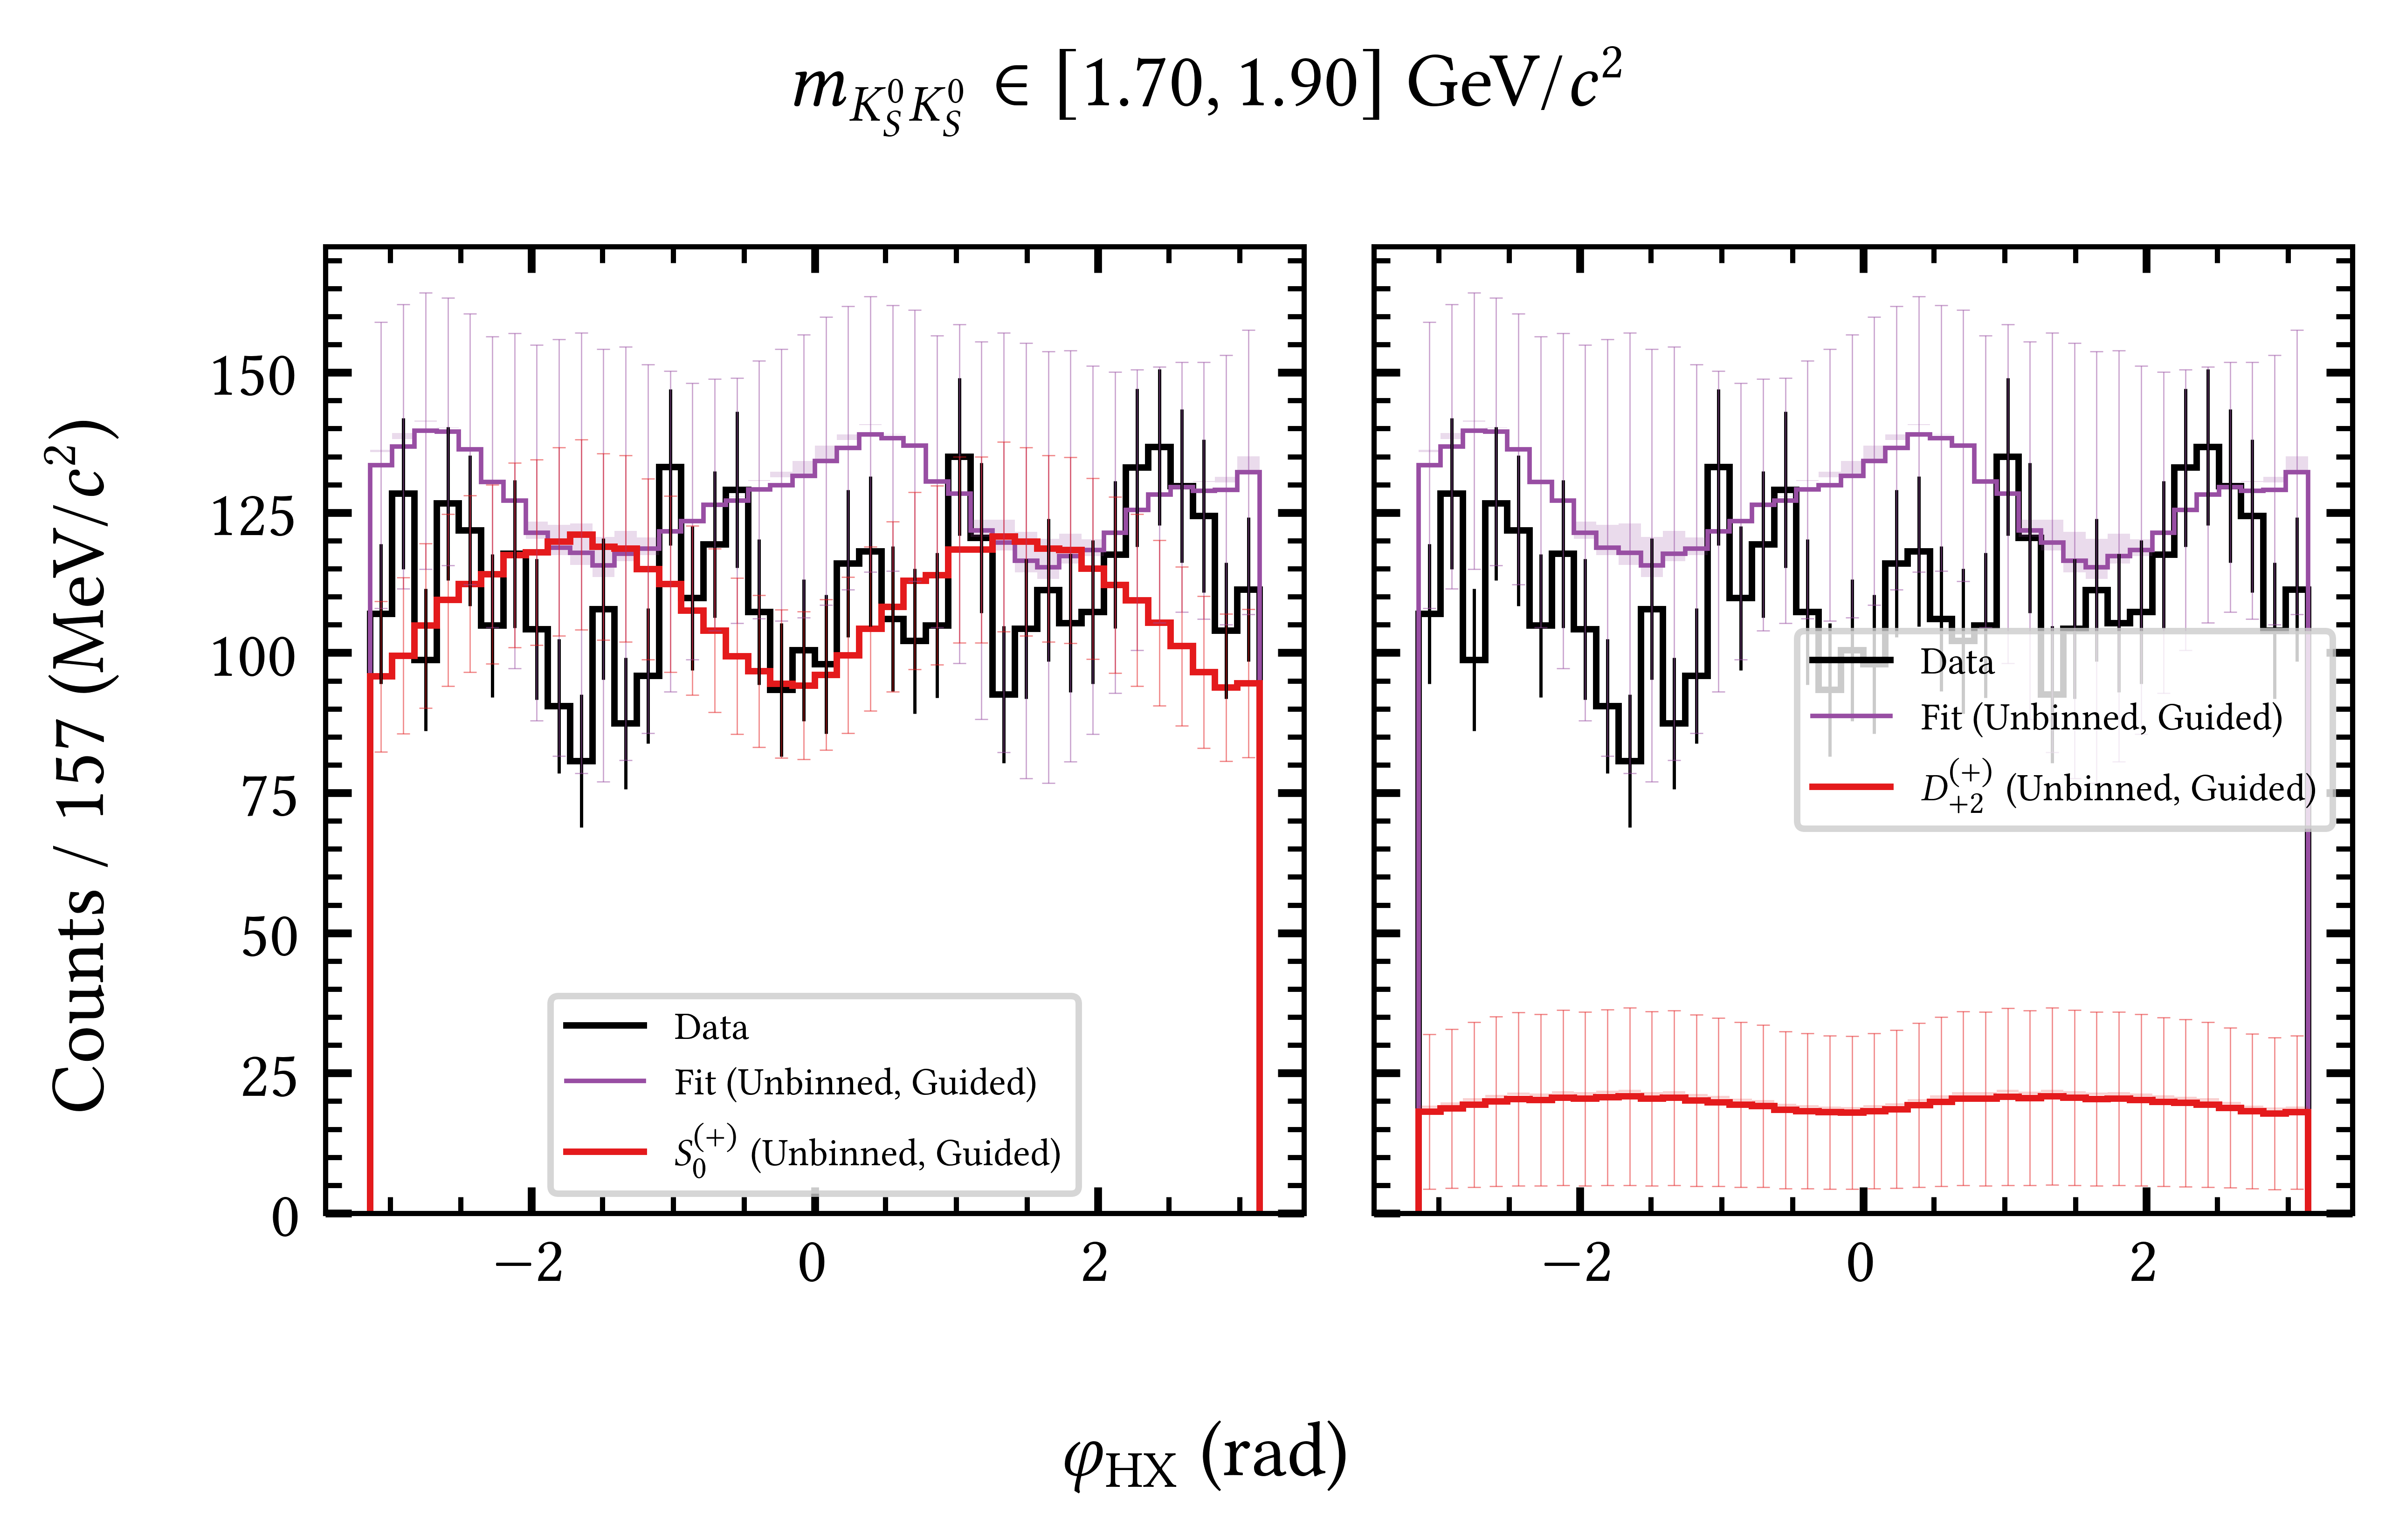 m_{K_S^0 K_S^0} ∈ [1.70, 1.90] GeV/c²
Counts / 157 (MeV/c²)
150
125
100
75
50
25
0
Data
Fit (Unbinned, Guided)
S_0^{(+)} (Unbinned, Guided)
−2
0
2
Data
Fit (Unbinned, Guided)
D_{+2}^{(+)} (Unbinned, Guided)
−2
0
2
φ_{HX} (rad)